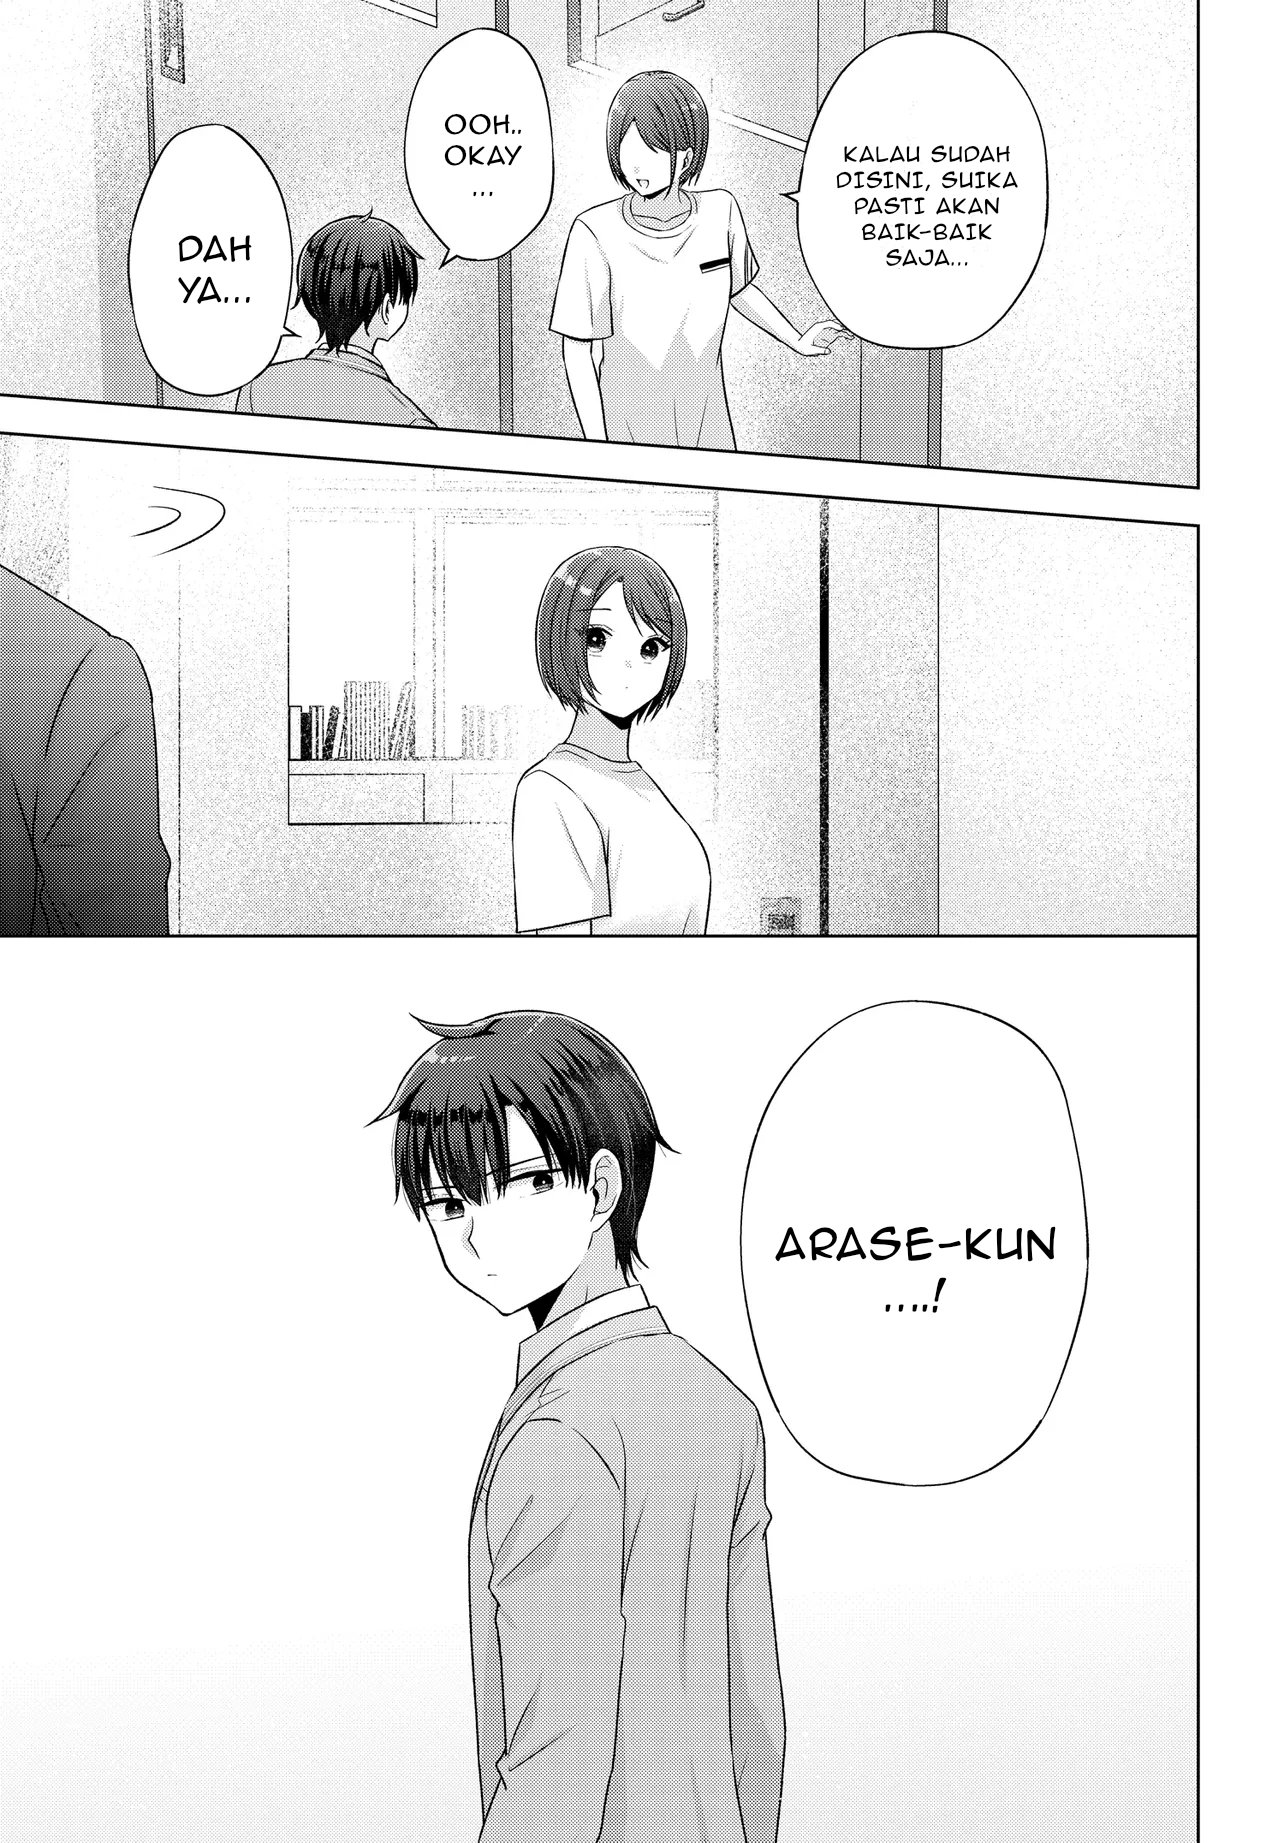 KALAU SUDAH
DISINI, SUIKA
PASTI AKAN
BAIK-BAIK
SAJA...
OOH..
OKAY
...
DAH
YA...
ARASE-KUN
.....!